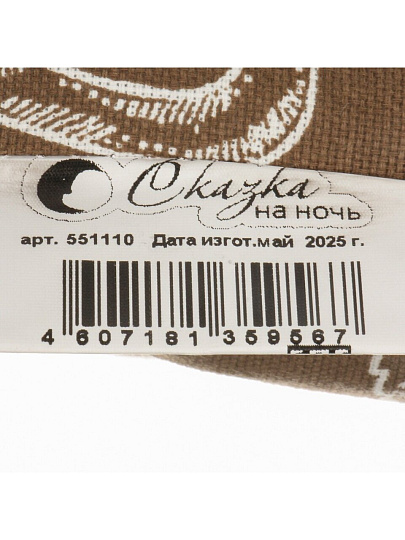 Сказка
на ночь
арт. 551110 Дата изгот.май 2025 г.
4 607181 359567